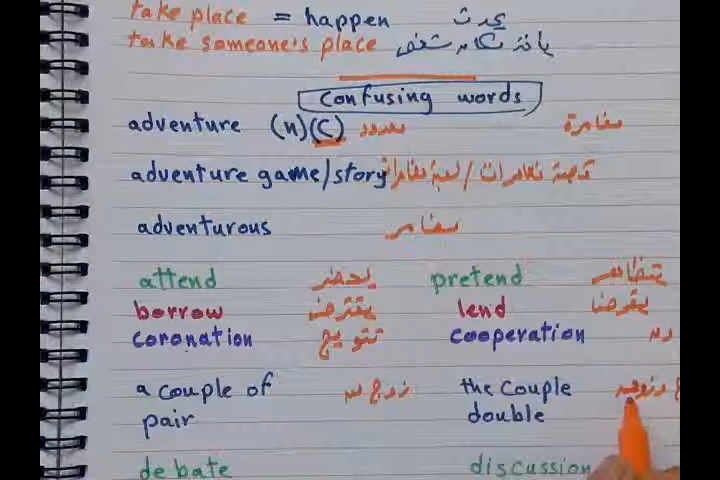 take place = happen يحدث
take someone's place يأخذ مكان شخص
confusing words
adventure (n)(C) معدود مغامرة
adventure game/story قصة مغامرات / لعبة مغامرات
adventurous مغامر
attend يحضر pretend يتظاهر
borrow يقترض lend يقرض
coronation تتويج cooperation
a couple of زوج من the couple
pair double
debate discussion